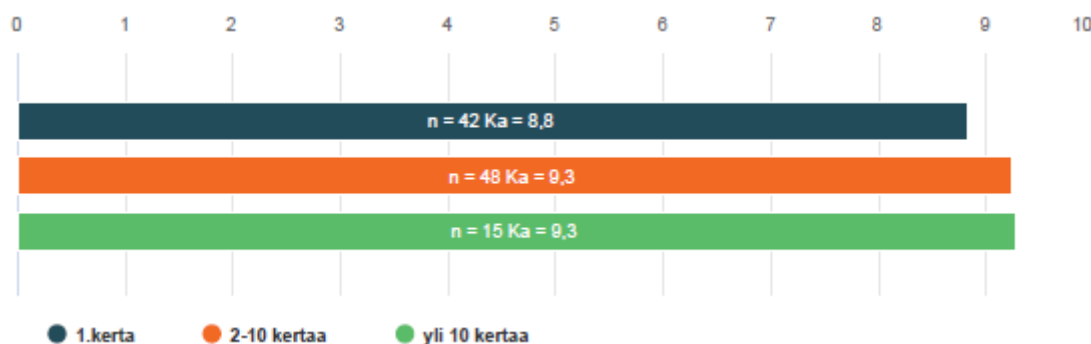 0 1 2 3 4 5 6 7 8 9 10
n = 42 Ka = 8,8
n = 48 Ka = 9,3
n = 15 Ka = 9,3
1.kerta 2-10 kertaa yli 10 kertaa